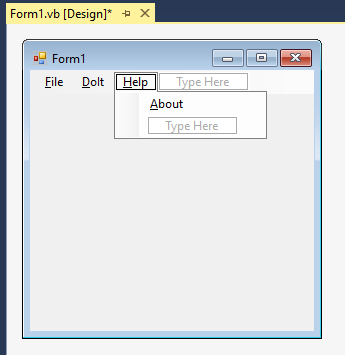 Form1.vb [Design]*
Form1
File DoIt Help Type Here
About
Type Here